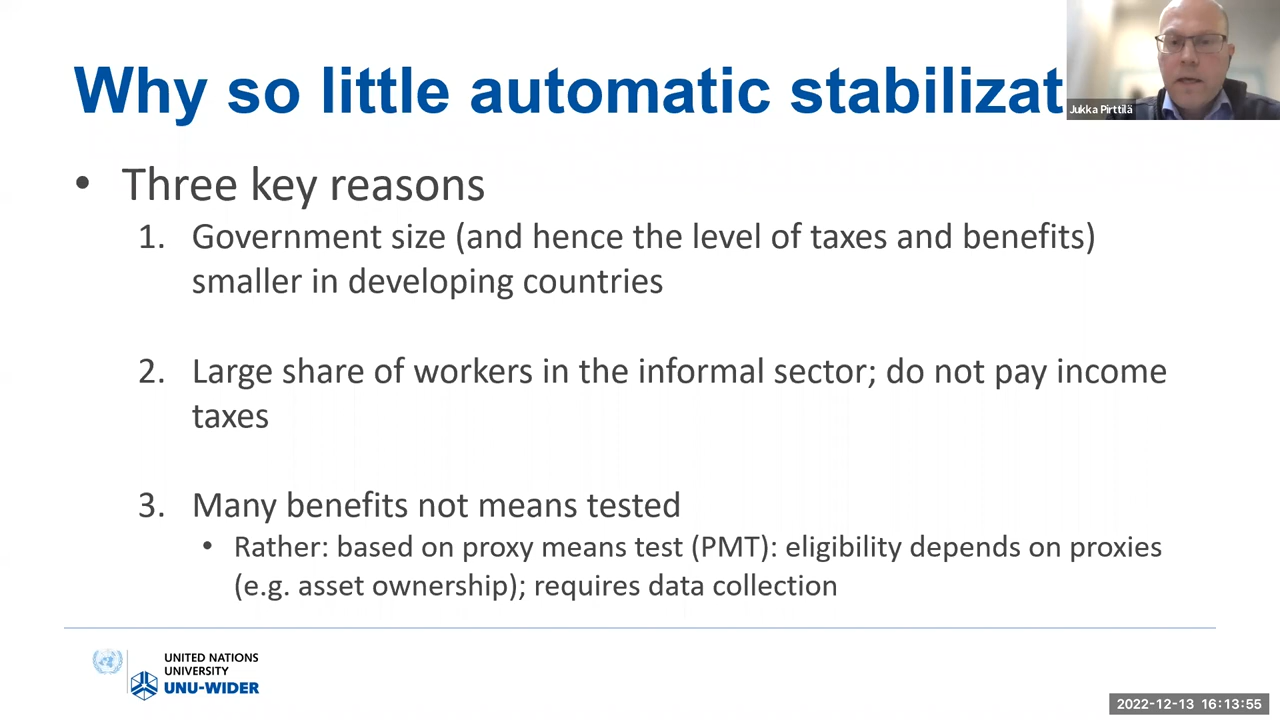 Why so little automatic stabilizat
Jukka Pirttilä
• Three key reasons
1. Government size (and hence the level of taxes and benefits)
smaller in developing countries
2. Large share of workers in the informal sector; do not pay income
taxes
3. Many benefits not means tested
• Rather: based on proxy means test (PMT): eligibility depends on proxies
(e.g. asset ownership); requires data collection
UNITED NATIONS
UNIVERSITY
UNU-WIDER
2022-12-13 16:13:55